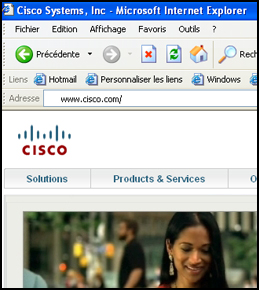 Cisco Systems, Inc - Microsoft Internet Explorer
Fichier Edition Affichage Favoris Outils ?
Précédente
Liens Hotmail Personnaliser les liens Windows
Adresse www.cisco.com/
CISCO
Solutions Products & Services